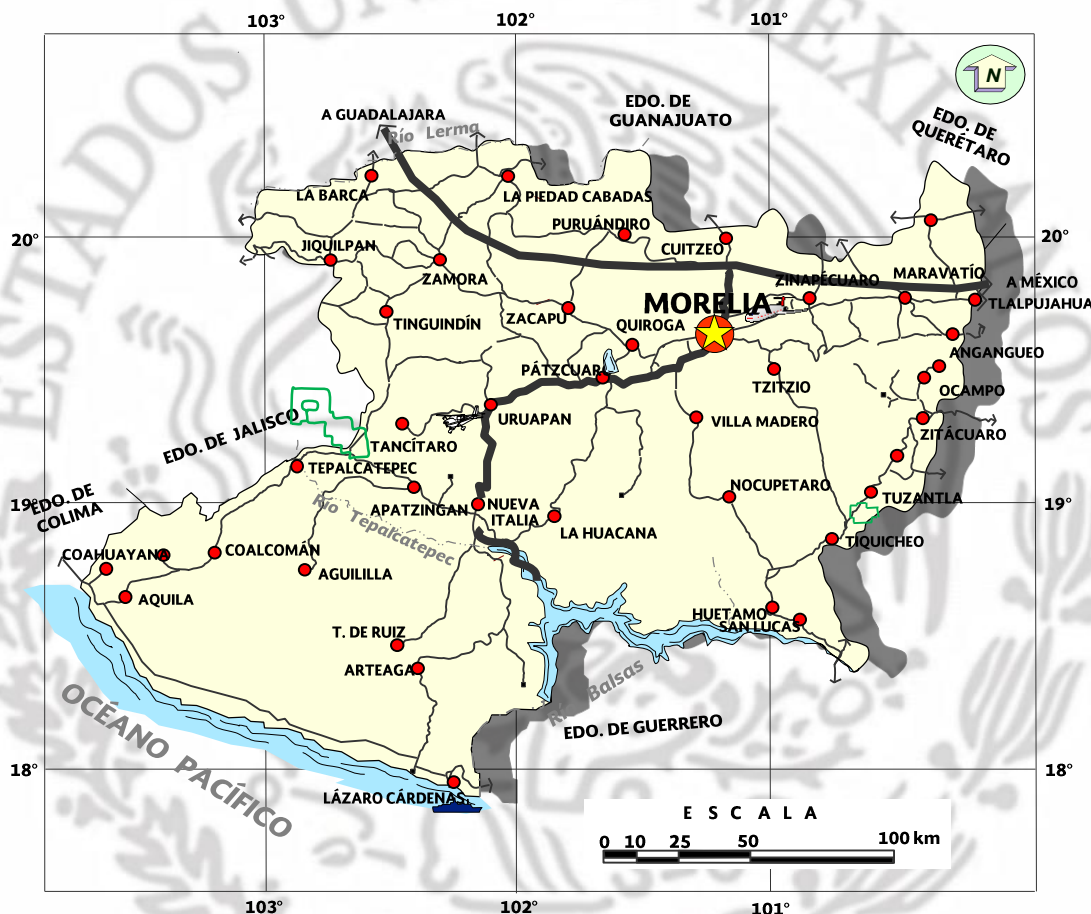 ESTADOS UNIDOS MEXICANOS
103°
102°
101°
N
A GUADALAJARA
EDO. DE
GUANAJUATO
EDO. DE
QUERÉTARO
Río Lerma
LA BARCA
LA PIEDAD CABADAS
PURUÁNDIRO
20°
JIQUILPAN
CUITZEO
20°
ZAMORA
ZINAPÉCUARO
MARAVATÍO
A MÉXICO
TLALPUJAHUA
MORELIA
TINGUINDÍN
ZACAPU
QUIROGA
ANGANGUEO
PÁTZCUARO
TZITZIO
OCAMPO
EDO. DE JALISCO
URUAPAN
VILLA MADERO
TANCÍTARO
ZITÁCUARO
TEPALCATEPEC
NOCUPETARO
EDO. DE
COLIMA
19°
Río Tepalcatepec
APATZINGAN
NUEVA
ITALIA
TUZANTLA
19°
LA HUACANA
TIQUICHEO
COAHUAYANA
COALCOMÁN
AGUILILLA
AQUILA
HUETAMO
SAN LUCAS
T. DE RUIZ
ARTEAGA
Río Balsas
EDO. DE GUERRERO
OCÉANO PACÍFICO
18°
18°
LÁZARO CÁRDENAS
ESCALA
0 10 25 50 100 km
103°
102°
101°